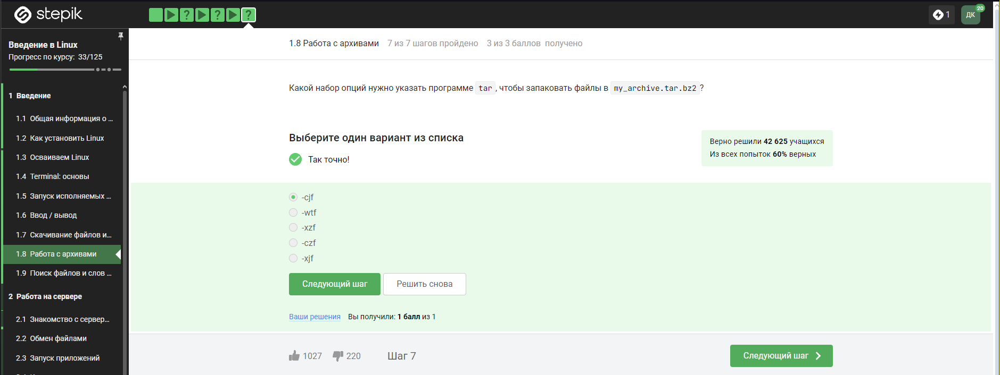 stepik
? ? ?
1
ДК
20
Введение в Linux
Прогресс по курсу: 33/125
1 Введение
1.1 Общая информация о ...
1.2 Как установить Linux
1.3 Осваиваем Linux
1.4 Terminal: основы
1.5 Запуск исполняемых ...
1.6 Ввод / вывод
1.7 Скачивание файлов и...
1.8 Работа с архивами
1.9 Поиск файлов и слов ...
2 Работа на сервере
2.1 Знакомство с сервер...
2.2 Обмен файлами
2.3 Запуск приложений
1.8 Работа с архивами 7 из 7 шагов пройдено 3 из 3 баллов получено
Какой набор опций нужно указать программе tar, чтобы запаковать файлы в my_archive.tar.bz2?
Выберите один вариант из списка
Так точно!
Верно решили 42 625 учащихся
Из всех попыток 60% верных
-cjf
-wtf
-xzf
-czf
-xjf
Следующий шаг Решить снова
Ваши решения Вы получили: 1 балл из 1
1027 220 Шаг 7 Следующий шаг